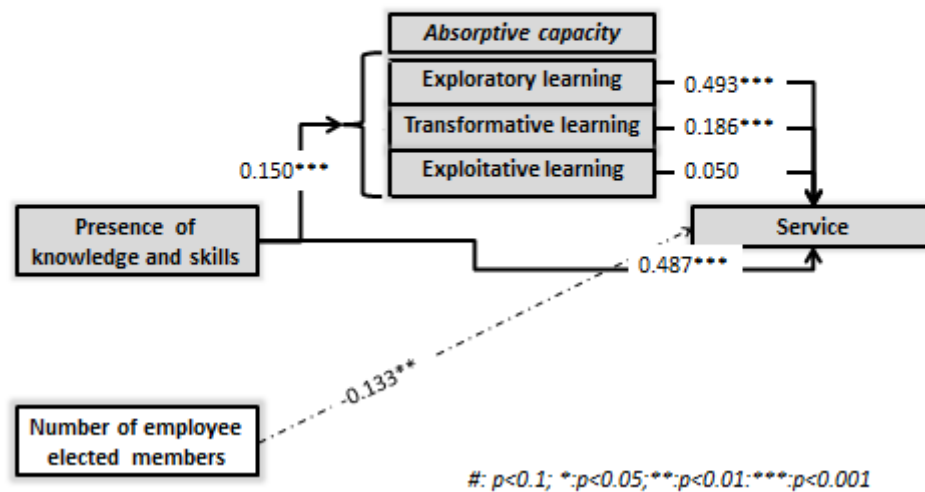 Absorptive capacity
Exploratory learning
0.493***
Transformative learning
0.186***
Exploitative learning
0.050
0.150***
Presence of
knowledge and skills
Service
0.487***
-0.133**
Number of employee
elected members
#: p<0.1; *:p<0.05;**:p<0.01:***:p<0.001